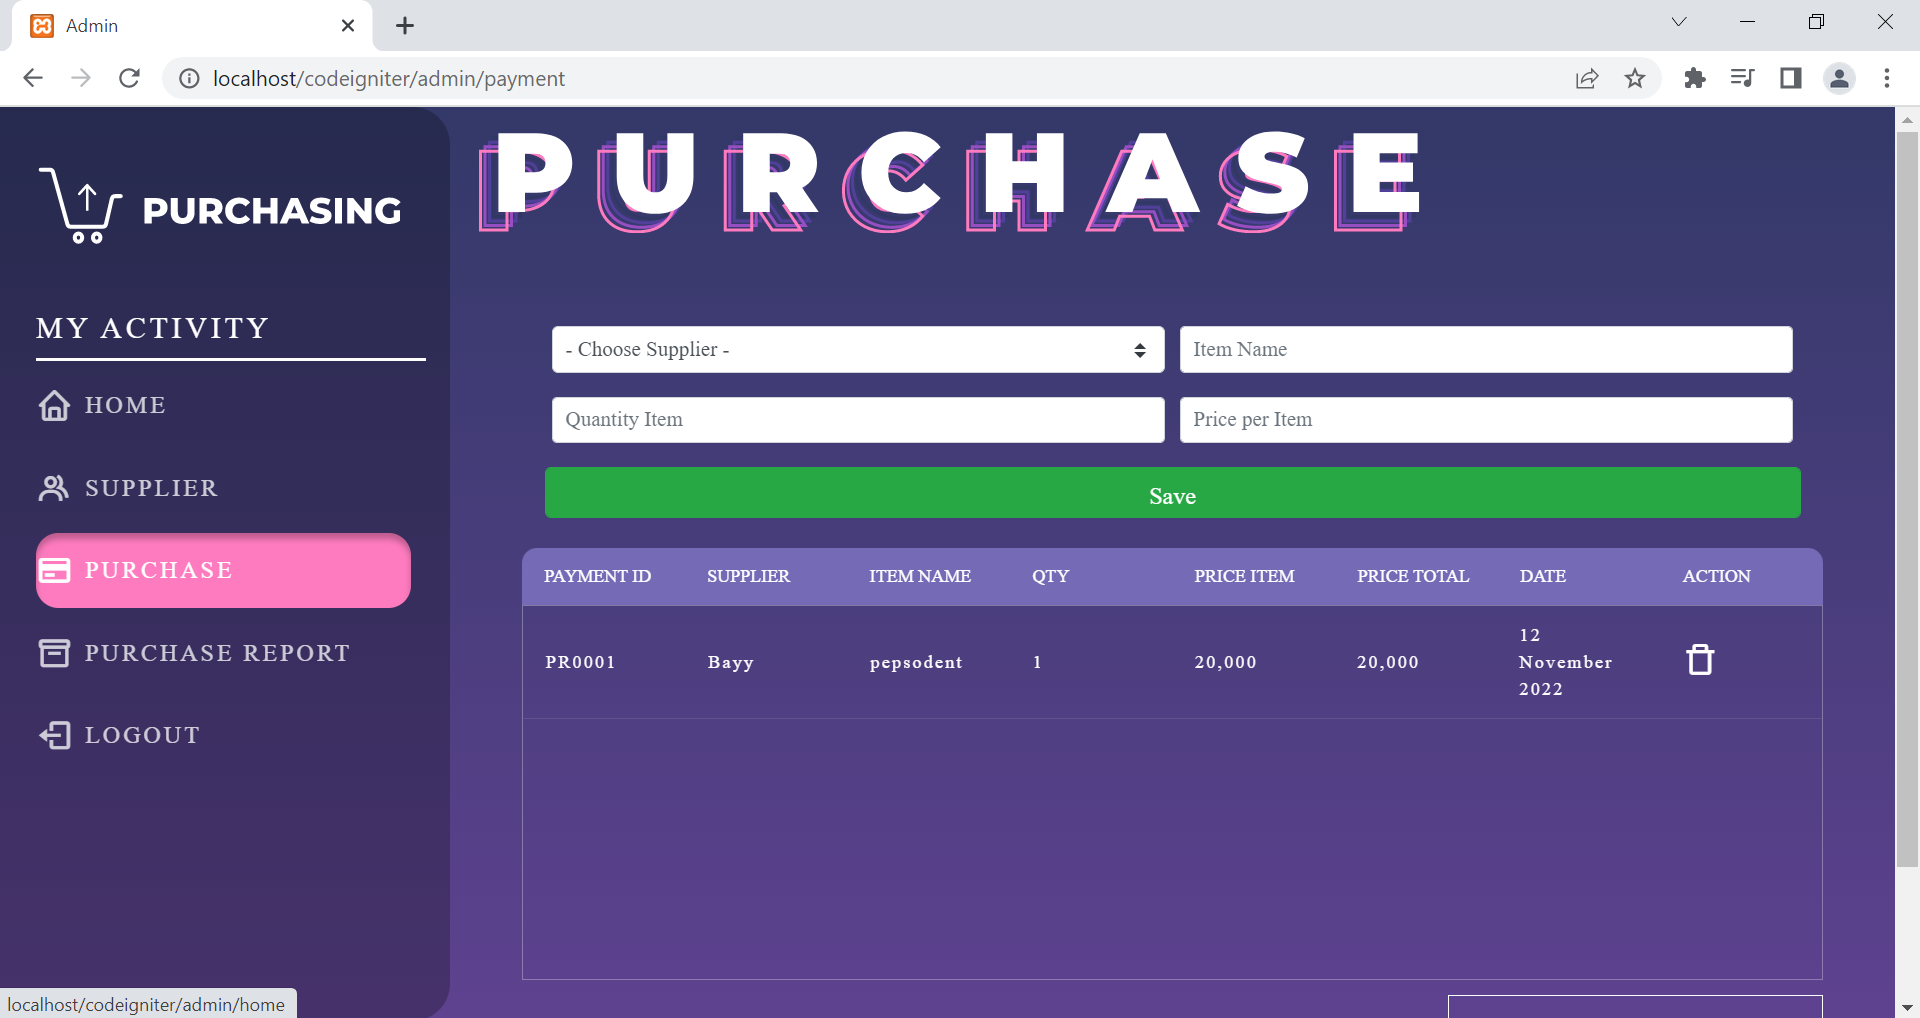 Admin
localhost/codeigniter/admin/payment
PURCHASING
PURCHASE
MY ACTIVITY
HOME
SUPPLIER
PURCHASE
PURCHASE REPORT
LOGOUT
- Choose Supplier -
Item Name
Quantity Item
Price per Item
Save
PAYMENT ID SUPPLIER ITEM NAME QTY PRICE ITEM PRICE TOTAL DATE ACTION
PR0001 Bayy pepsodent 1 20,000 20,000 12
November
2022
localhost/codeigniter/admin/home